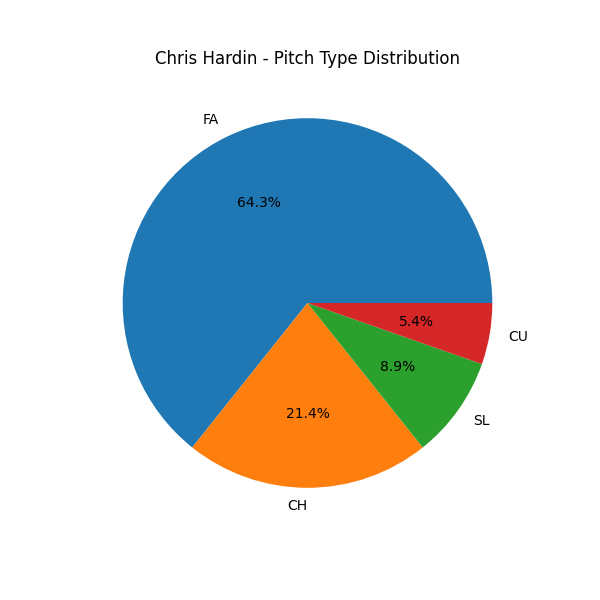 Chris Hardin - Pitch Type Distribution
FA
64.3%
5.4%
CU
8.9%
21.4%
SL
CH